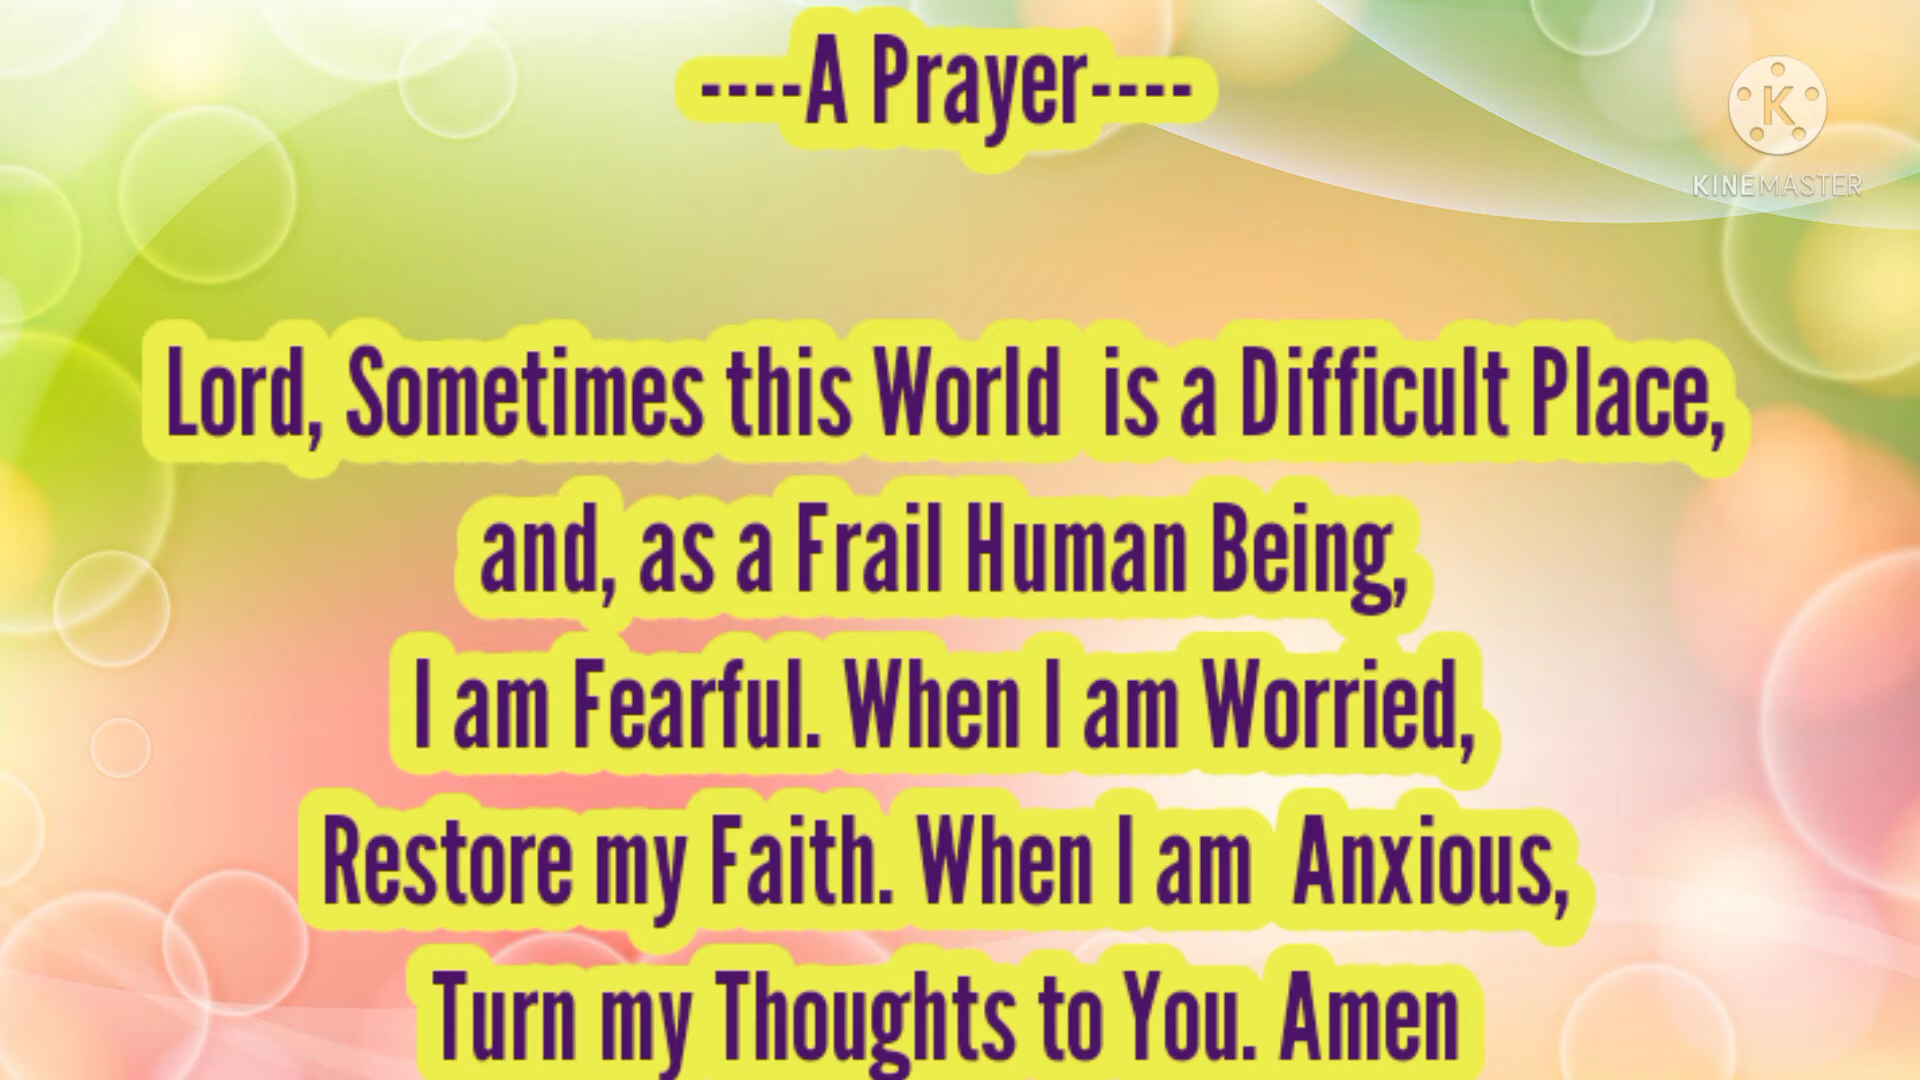 ----A Prayer----
K
KINEMASTER
Lord, Sometimes this World  is a Difficult Place,
and, as a Frail Human Being,
I am Fearful. When I am Worried,
Restore my Faith. When I am  Anxious,
Turn my Thoughts to You. Amen